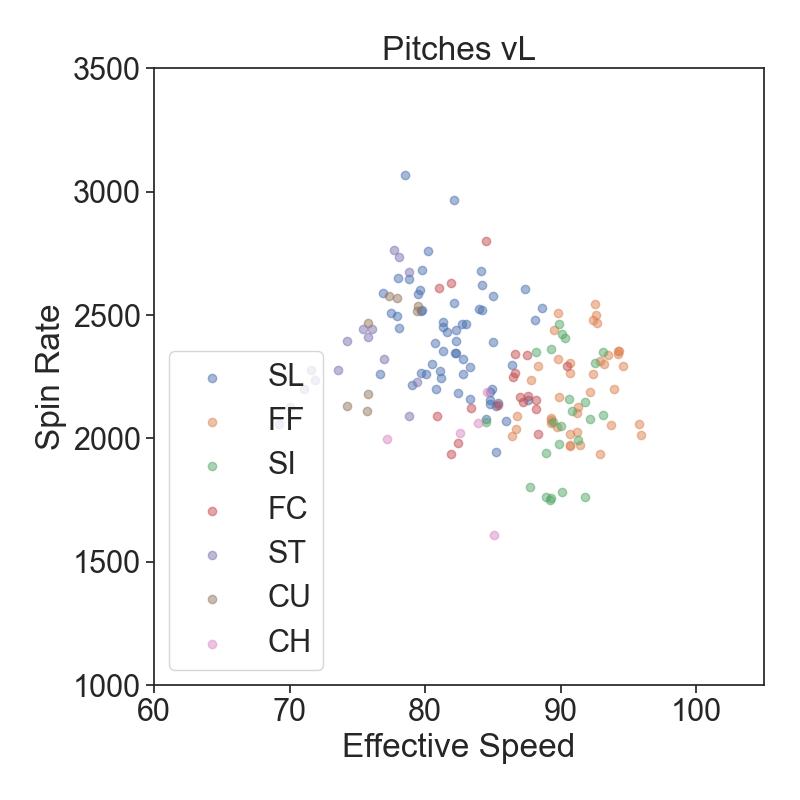 Pitches vL
3500
3000
2500
2000
1500
1000
Spin Rate
SL
FF
SI
FC
ST
CU
CH
60 70 80 90 100
Effective Speed